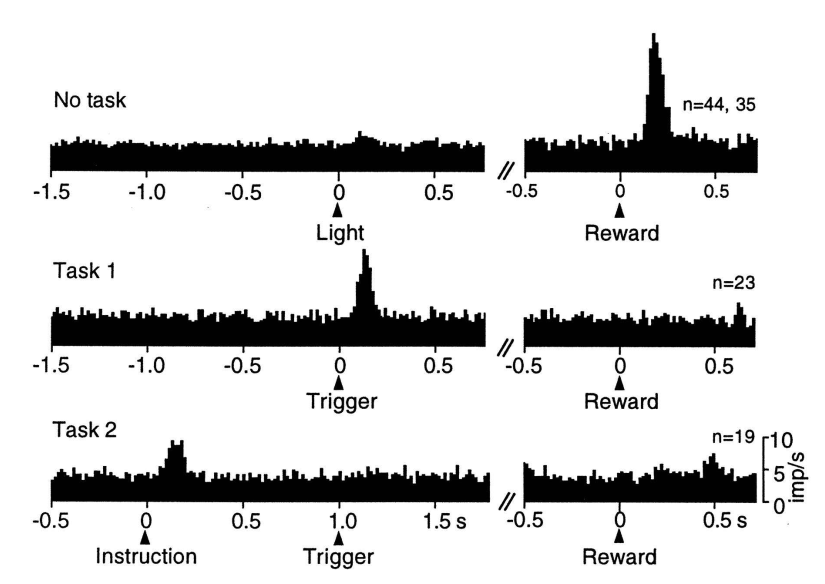 No task
n=44, 35
-1.5 -1.0 -0.5 0 0.5 -0.5 0 0.5
Light Reward
Task 1
n=23
-1.5 -1.0 -0.5 0 0.5 -0.5 0 0.5
Trigger Reward
Task 2
n=19
10
5
0
imp/s
-0.5 0 0.5 1.0 1.5 s -0.5 0 0.5 s
Instruction Trigger Reward